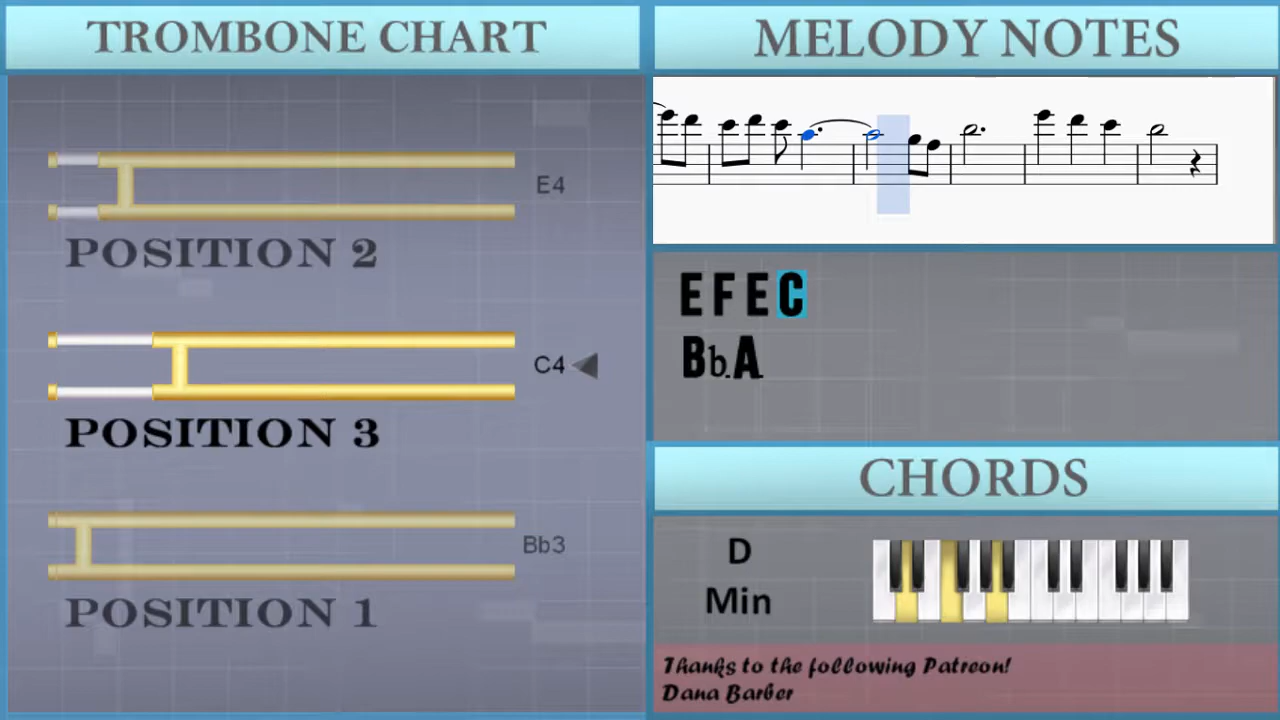 TROMBONE CHART
E4
POSITION 2
C4
POSITION 3
Bb3
POSITION 1
MELODY NOTES
E F E C
Bb. A
CHORDS
D
Min
Thanks to the following Patreon!
Dana Barber